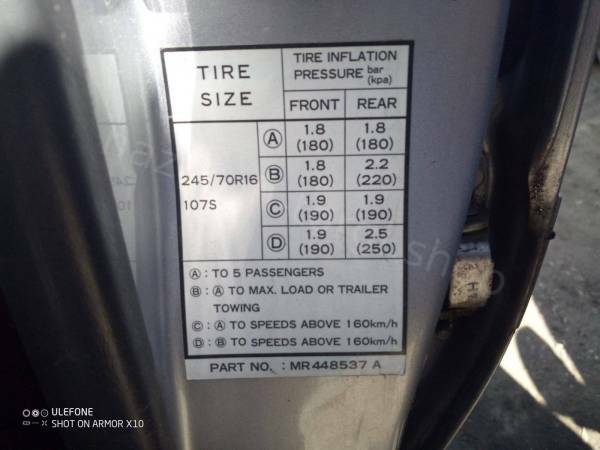 TIRE SIZE
TIRE INFLATION
PRESSURE bar (kpa)
FRONT REAR
245/70R16
107S
Ⓐ 1.8 (180) 1.8 (180)
Ⓑ 1.8 (180) 2.2 (220)
Ⓒ 1.9 (190) 1.9 (190)
Ⓓ 1.9 (190) 2.5 (250)
Ⓐ : TO 5 PASSENGERS
Ⓑ : Ⓐ TO MAX. LOAD OR TRAILER
TOWING
Ⓒ : Ⓐ TO SPEEDS ABOVE 160km/h
Ⓓ : Ⓑ TO SPEEDS ABOVE 160km/h
PART NO. : MR448537 A
ULEFONE
SHOT ON ARMOR X10